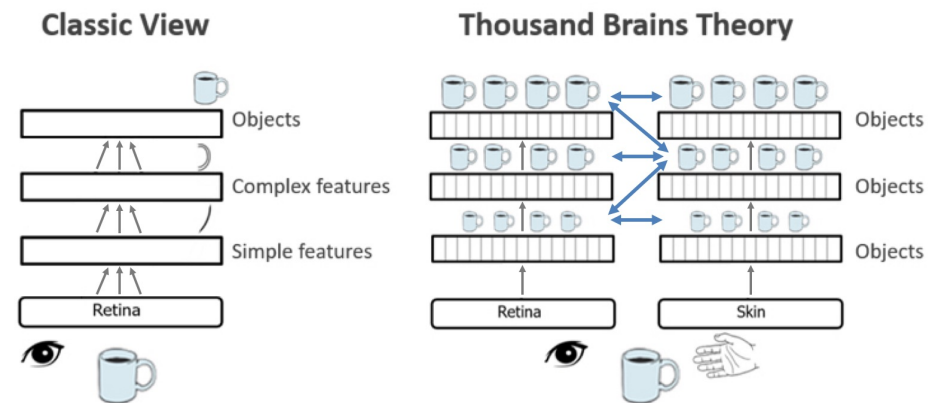 Classic View
Objects
Complex features
Simple features
Retina
Thousand Brains Theory
Objects
Objects
Objects
Retina
Skin